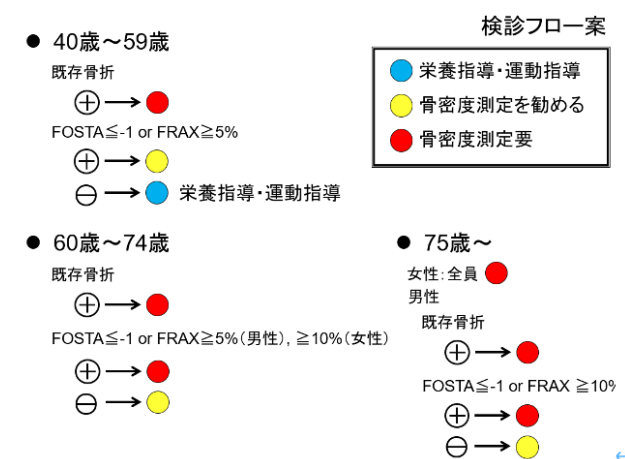 検診フロー案
栄養指導・運動指導
骨密度測定を勧める
骨密度測定要
● 40歳～59歳
既存骨折
⊕→
FOSTA≦-1 or FRAX≧5%
⊕→
⊖→ 栄養指導・運動指導
● 60歳～74歳
既存骨折
⊕→
FOSTA≦-1 or FRAX≧5%(男性), ≧10%(女性)
⊕→
⊖→
● 75歳～
女性:全員
男性
既存骨折
⊕→
FOSTA≦-1 or FRAX ≧10%
⊕→
⊖→